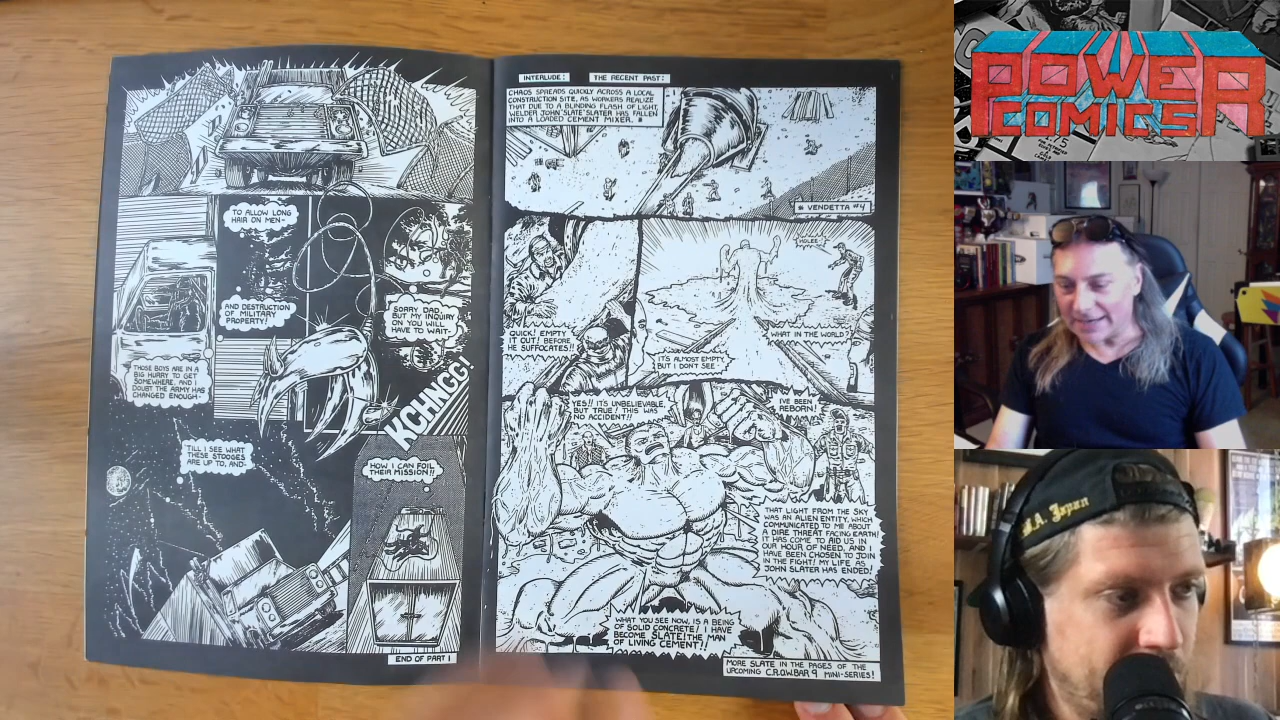 TO ALLOW LONG
HAIR ON MEN-
AND DESTRUCTION
OF MILITARY
PROPERTY!
SORRY DAD,
BUT MY INQUIRY
ON YOU WILL
HAVE TO WAIT-
THOSE BOYS ARE IN A
BIG HURRY TO GET
SOMEWHERE, AND I
DOUBT THE ARMY HAS
CHANGED ENOUGH-
KCHNGG!
TILL I SEE WHAT
THESE STOOGES
ARE UP TO, AND-
HOW I CAN FOIL
THEIR MISSION!!
END OF PART 1
INTERLUDE: THE RECENT PAST:
CHAOS SPREADS QUICKLY ACROSS A LOCAL
CONSTRUCTION SITE, AS WORKERS REALIZE
THAT DUE TO A BLINDING FLASH OF LIGHT,
WELDER JOHN 'SLATE' SLATER HAS FALLEN
INTO A LOADED CEMENT MIXER. *
* VENDETTA #4
QUICK! EMPTY
IT OUT! BEFORE
HE SUFFOCATES!!
HOLEE
WHAT IN THE WORLD?
IT'S ALMOST EMPTY
BUT I DON'T SEE
YES!! IT'S UNBELIEVABLE,
BUT TRUE! THIS WAS
NO ACCIDENT!!
I'VE BEEN
REBORN!
THAT LIGHT FROM THE SKY
WAS AN ALIEN ENTITY, WHICH
COMMUNICATED TO ME ABOUT
A DIRE THREAT FACING EARTH!
IT HAS COME TO AID US IN
OUR HOUR OF NEED, AND I
HAVE BEEN CHOSEN TO JOIN
IN THE FIGHT! MY LIFE AS
JOHN SLATER HAS ENDED!
WHAT YOU SEE NOW, IS A BEING
OF SOLID CONCRETE! I HAVE
BECOME SLATE! THE MAN
OF LIVING CEMENT!!
MORE SLATE IN THE PAGES OF THE
UPCOMING C.R.O.W.BAR 9 MINI-SERIES!
POWER
COMICS
Japan